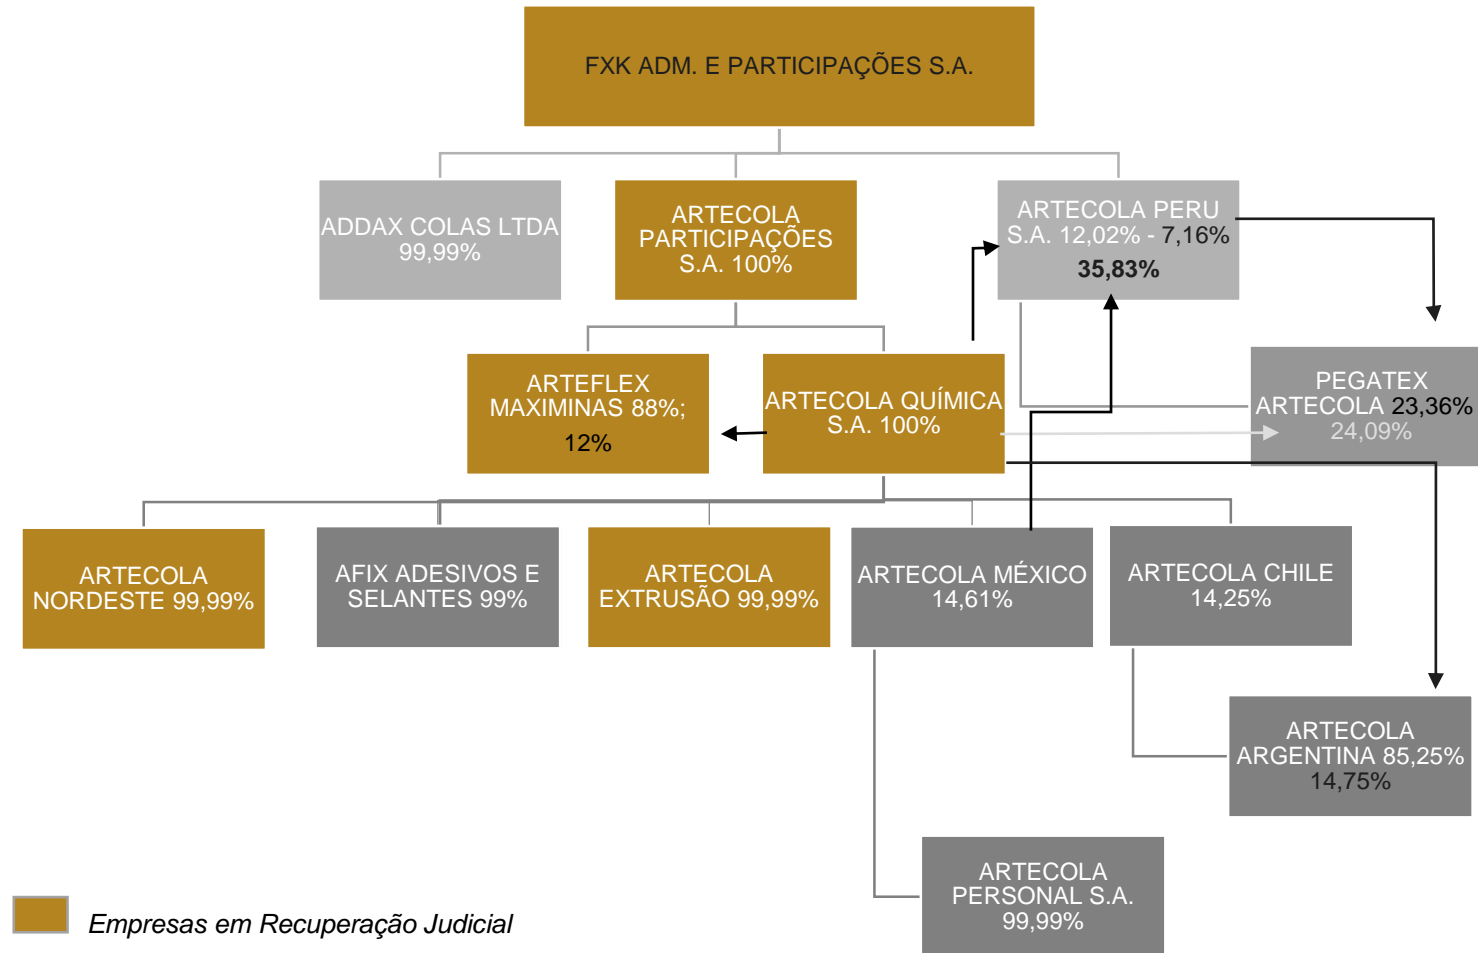 FXK ADM. E PARTICIPAÇÕES S.A.
ADDAX COLAS LTDA
99,99%
ARTECOLA
PARTICIPAÇÕES
S.A. 100%
ARTECOLA PERU
S.A. 12,02% - 7,16%
35,83%
ARTEFLEX
MAXIMINAS 88%;
12%
ARTECOLA QUÍMICA
S.A. 100%
PEGATEX
ARTECOLA 23,36%
24,09%
ARTECOLA
NORDESTE 99,99%
AFIX ADESIVOS E
SELANTES 99%
ARTECOLA
EXTRUSÃO 99,99%
ARTECOLA MÉXICO
14,61%
ARTECOLA CHILE
14,25%
ARTECOLA
ARGENTINA 85,25%
14,75%
ARTECOLA
PERSONAL S.A.
99,99%
Empresas em Recuperação Judicial